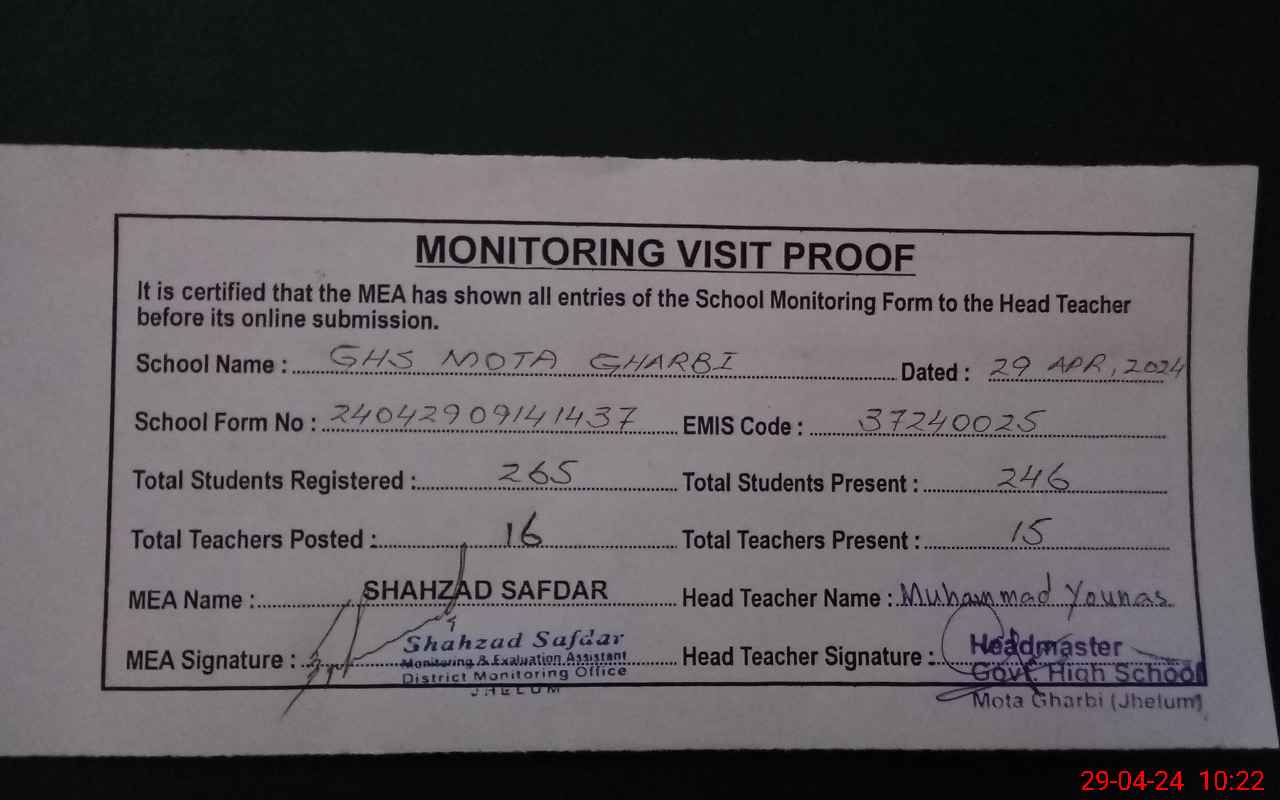 MONITORING VISIT PROOF
It is certified that the MEA has shown all entries of the School Monitoring Form to the Head Teacher
before its online submission.
School Name : GHS MOTA GHARBI Dated : 29 APR, 2024
School Form No : 24042909141437 EMIS Code : 37240025
Total Students Registered : 265 Total Students Present : 246
Total Teachers Posted : 16 Total Teachers Present : 15
MEA Name : SHAHZAD SAFDAR Head Teacher Name : Muhammad Younas
MEA Signature : Head Teacher Signature :
Shahzad Safdar
Monitoring & Evaluation Assistant
District Monitoring Office
JHELUM
Headmaster
Govt. High School
Mota Gharbi (Jhelum)
29-04-24 10:22